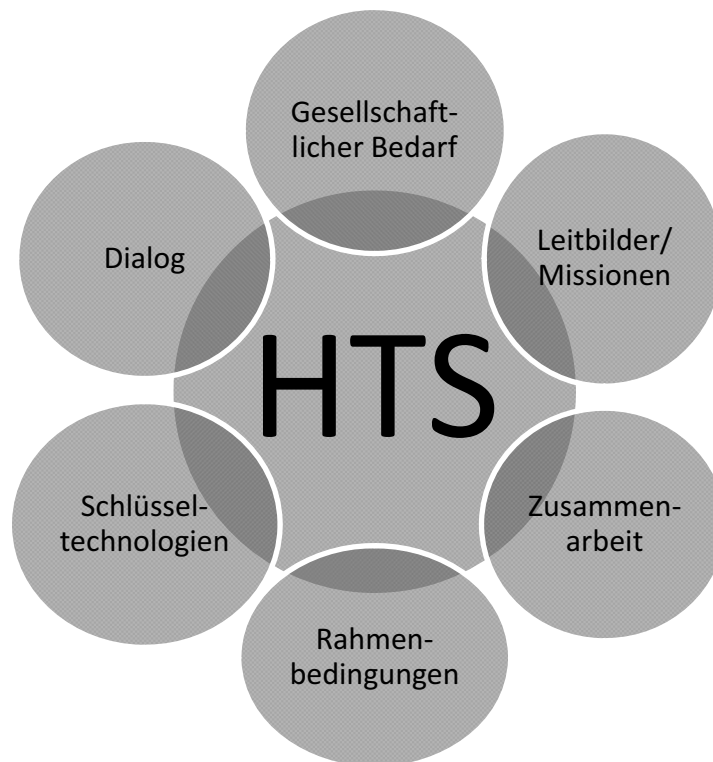 Gesellschaft-
licher Bedarf
Leitbilder/
Missionen
Dialog
HTS
Schlüssel-
technologien
Zusammen-
arbeit
Rahmen-
bedingungen